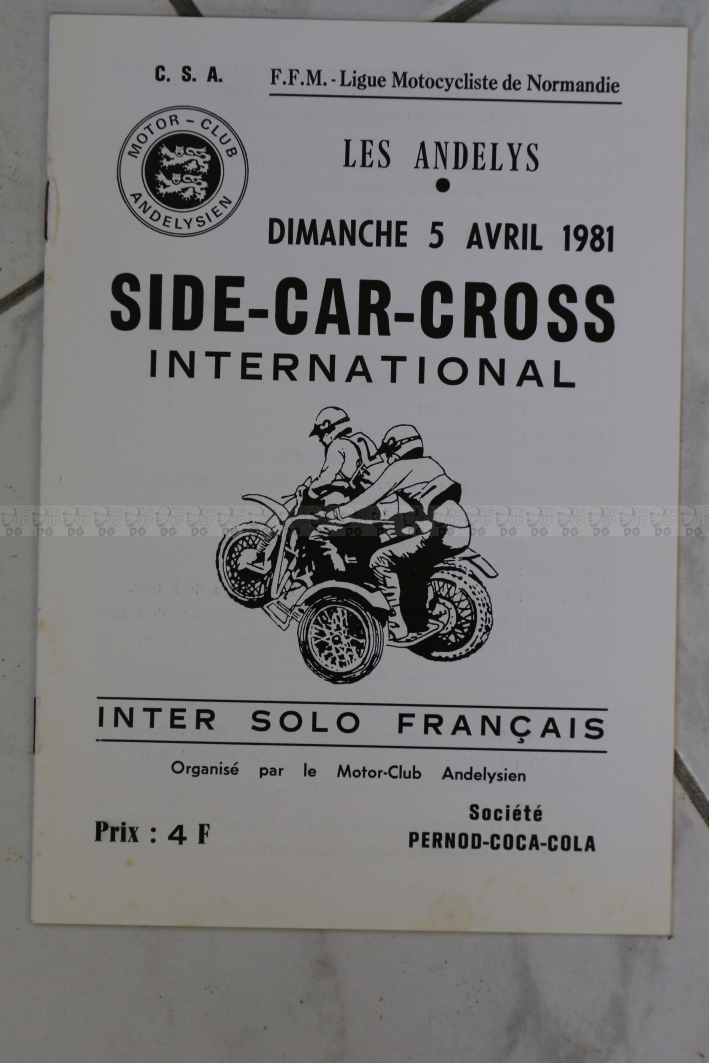 C. S. A.
F.F.M. - Ligue Motocycliste de Normandie
MOTOR - CLUB
ANDELYSIEN
LES ANDELYS
DIMANCHE 5 AVRIL 1981
SIDE-CAR-CROSS
INTERNATIONAL
INTER SOLO FRANÇAIS
Organisé par le Motor-Club Andelysien
Prix : 4 F
Société
PERNOD-COCA-COLA